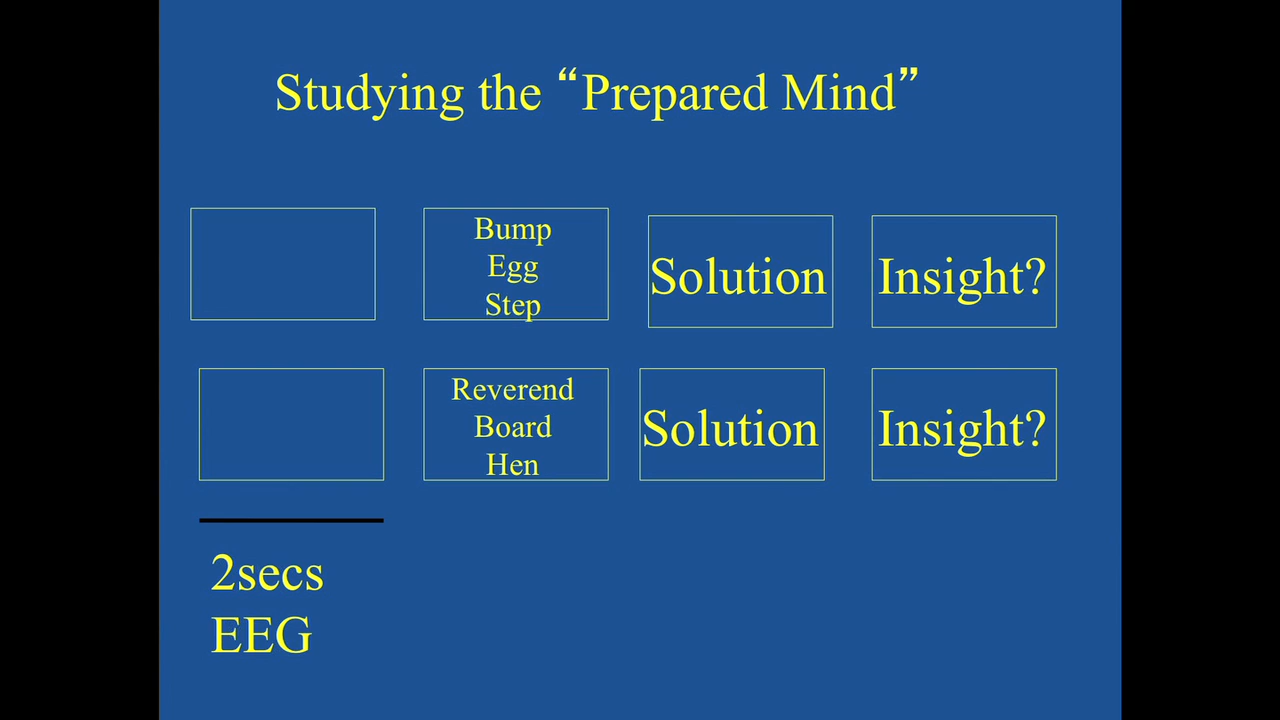 Studying the “Prepared Mind”
Bump
Egg
Step
Solution
Insight?
Reverend
Board
Hen
Solution
Insight?
2secs
EEG